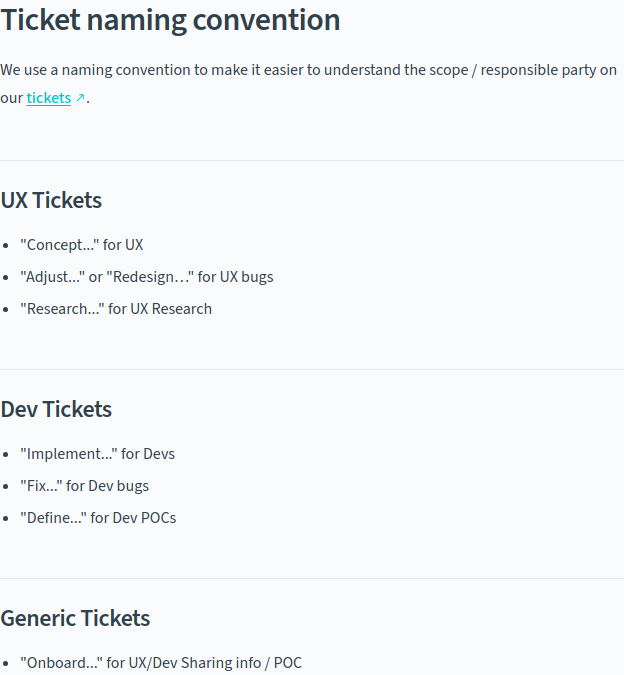 Ticket naming convention
We use a naming convention to make it easier to understand the scope / responsible party on
our tickets ↗.
UX Tickets
• "Concept..." for UX
• "Adjust..." or "Redesign…" for UX bugs
• "Research..." for UX Research
Dev Tickets
• "Implement..." for Devs
• "Fix..." for Dev bugs
• "Define..." for Dev POCs
Generic Tickets
• "Onboard..." for UX/Dev Sharing info / POC